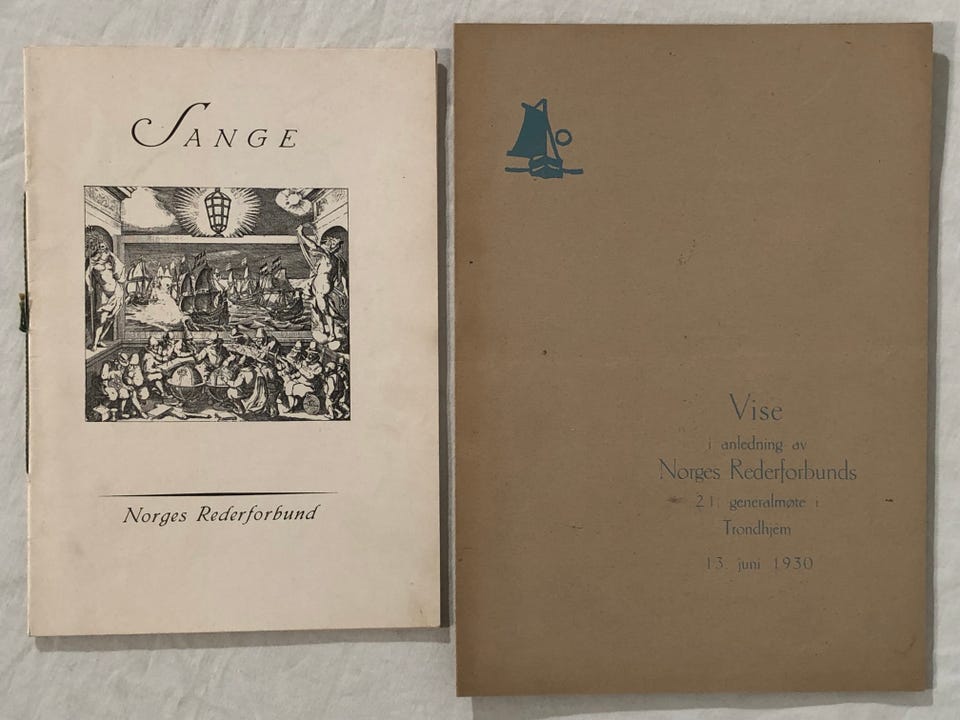 SANGE
Norges Rederforbund
Vise
i anledning av
Norges Rederforbunds
21. generalmøte i
Trondhjem
13. juni 1930